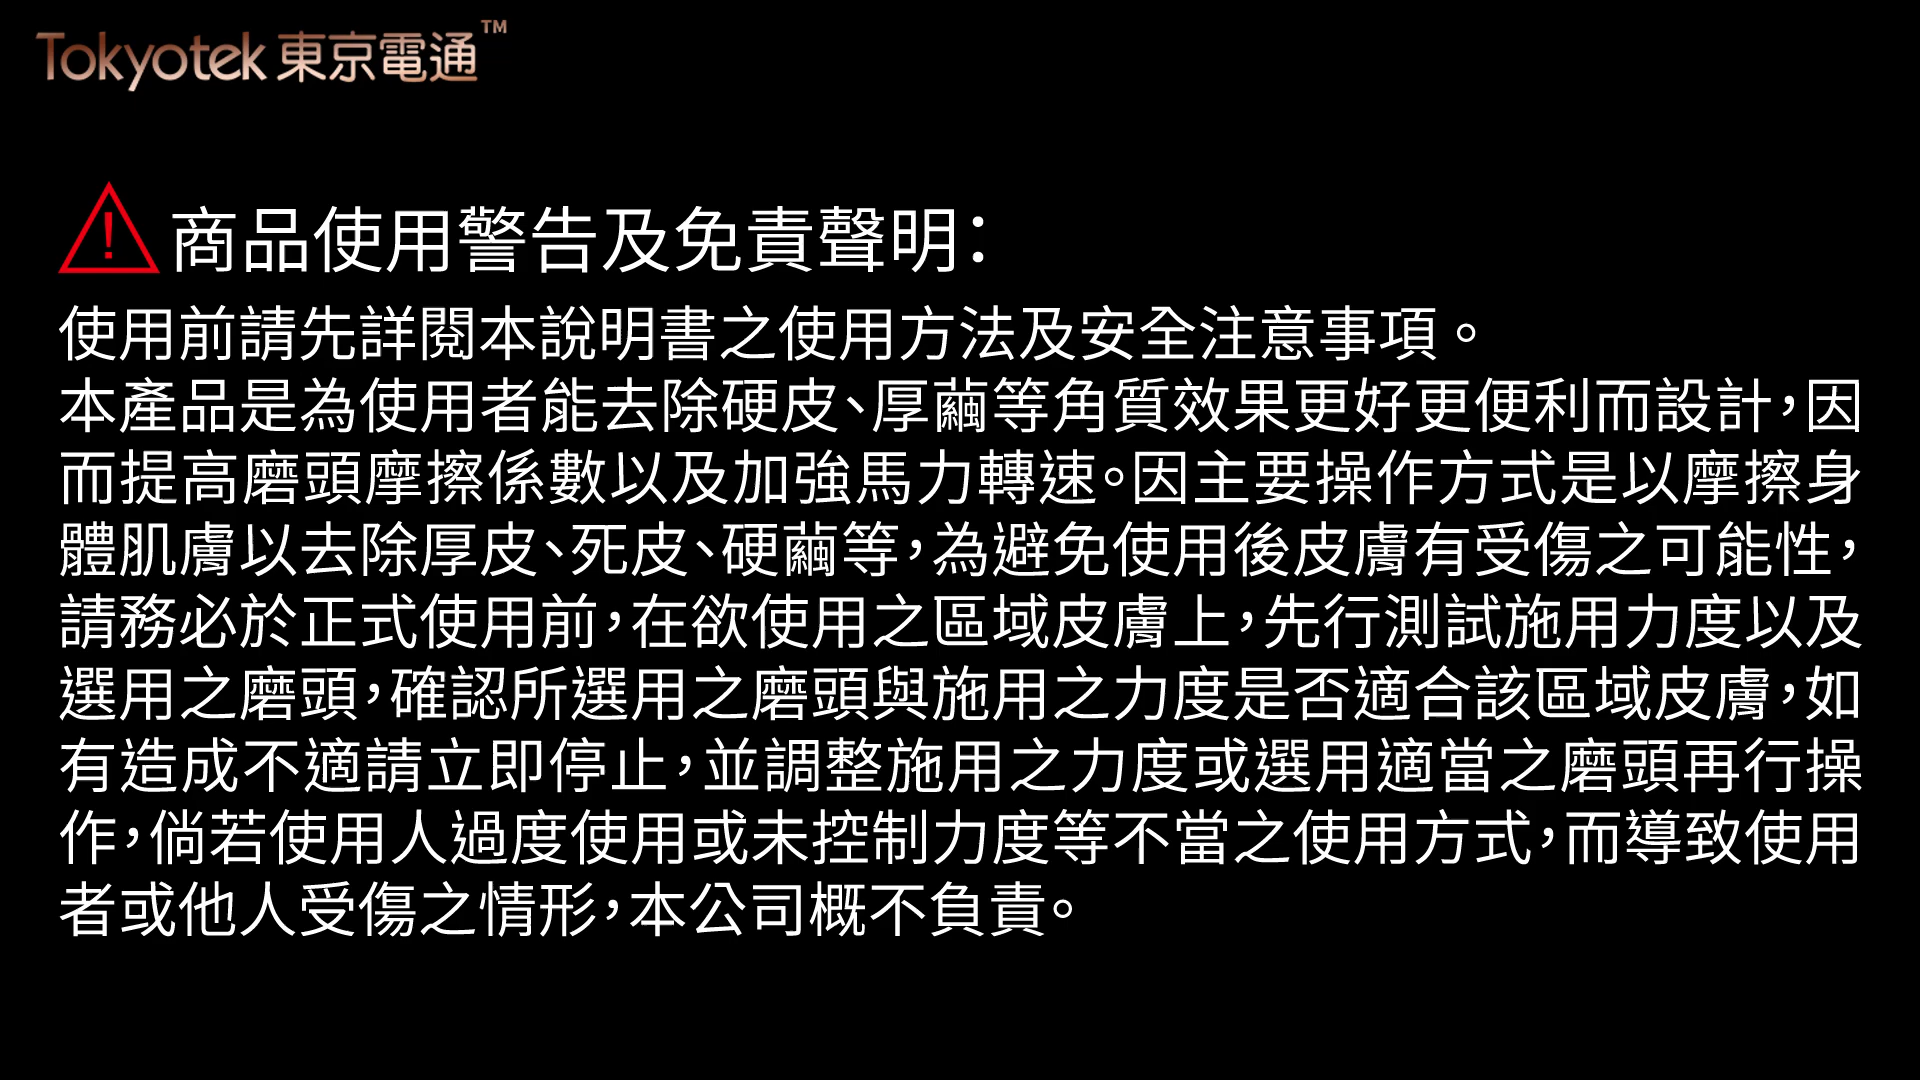 Tokyotek 東京電通™
商品使用警告及免責聲明：
使用前請先詳閱本說明書之使用方法及安全注意事項。
本產品是為使用者能去除硬皮、厚繭等角質效果更好更便利而設計，因
而提高磨頭摩擦係數以及加強馬力轉速。因主要操作方式是以摩擦身
體肌膚以去除厚皮、死皮、硬繭等，為避免使用後皮膚有受傷之可能性，
請務必於正式使用前，在欲使用之區域皮膚上，先行測試施用力度以及
選用之磨頭，確認所選用之磨頭與施用之力度是否適合該區域皮膚，如
有造成不適請立即停止，並調整施用之力度或選用適當之磨頭再行操
作，倘若使用人過度使用或未控制力度等不當之使用方式，而導致使用
者或他人受傷之情形，本公司概不負責。